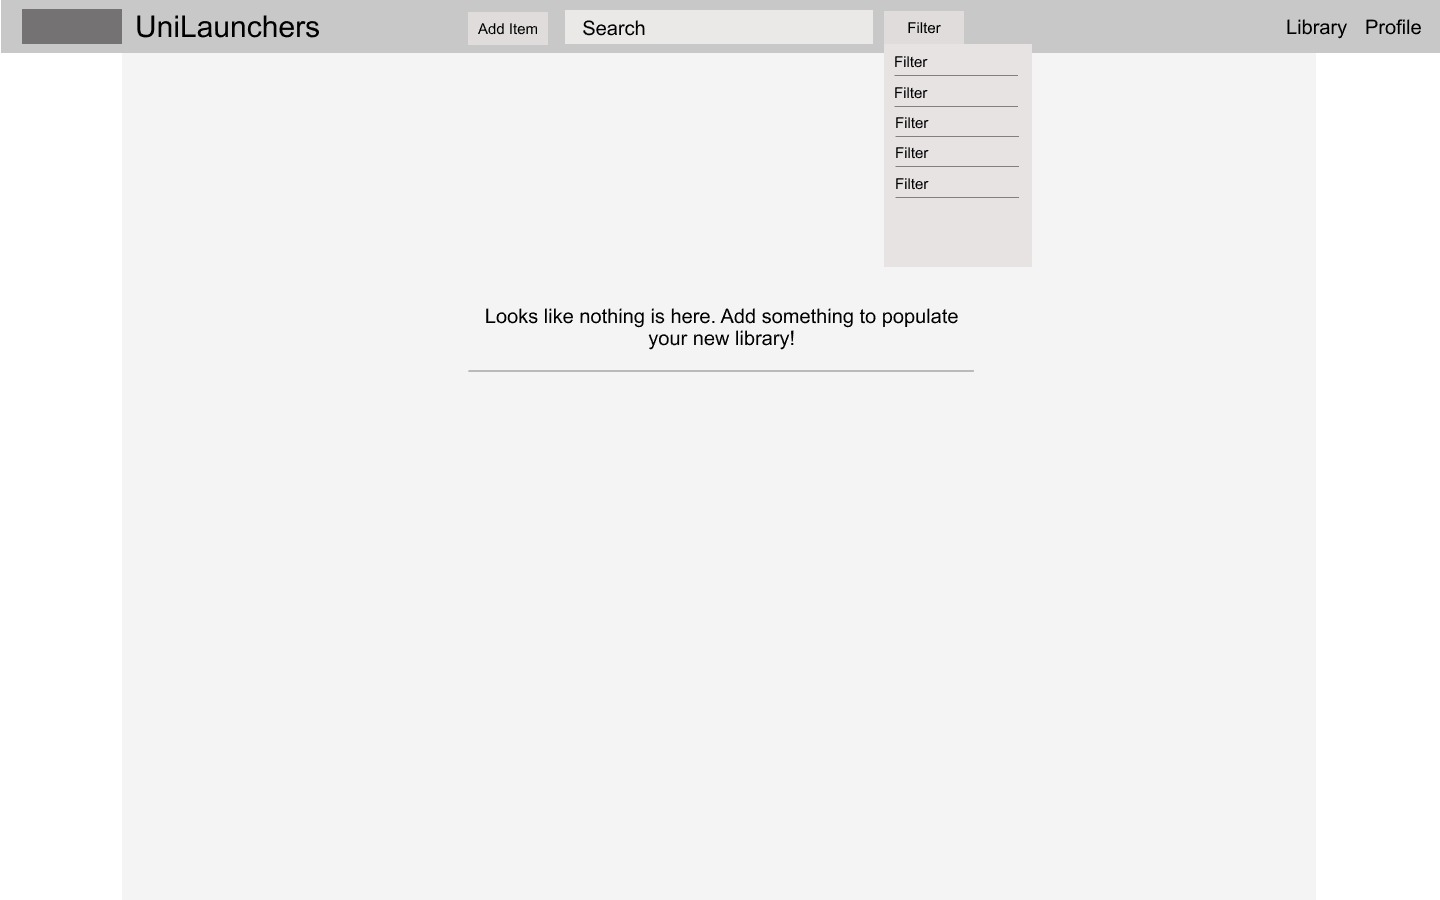 UniLaunchers
Add Item
Search
Filter
Library
Profile
Filter
Filter
Filter
Filter
Filter
Looks like nothing is here. Add something to populate
your new library!